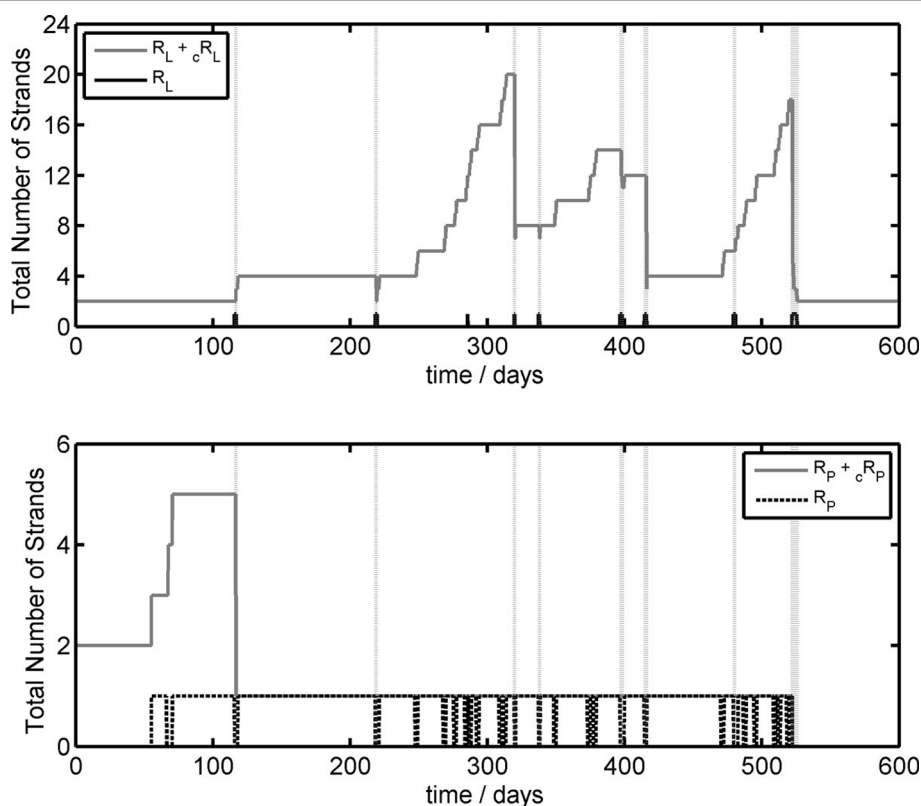 Total Number of Strands
24
20
16
12
8
4
0
R_L + _cR_L
R_L
0 100 200 300 400 500 600
time / days
Total Number of Strands
6
4
2
0
R_P + _cR_P
R_P
0 100 200 300 400 500 600
time / days